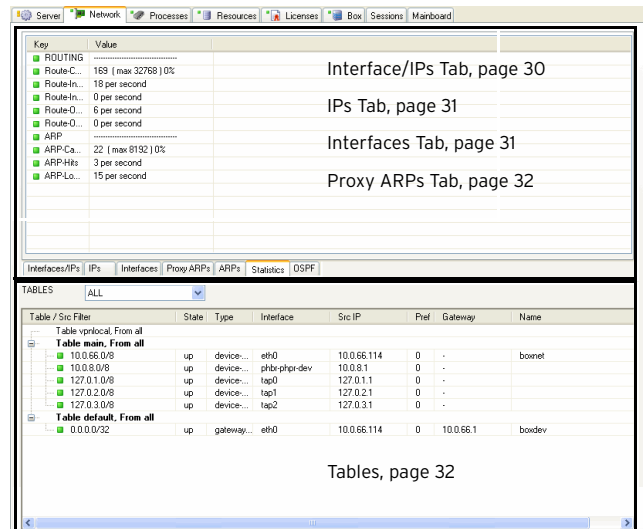 Server Network Processes Resources Licenses Box Sessions Mainboard
Key Value
ROUTING ----------------------------------
Route-C... 169 ( max 32768 ) 0%
Route-In... 18 per second
Route-In... 0 per second
Route-O... 6 per second
Route-O... 0 per second
ARP ----------------------------------
ARP-Ca... 22 ( max 8192 ) 0%
ARP-Hits 3 per second
ARP-Lo... 15 per second
Interface/IPs Tab, page 30
IPs Tab, page 31
Interfaces Tab, page 31
Proxy ARPs Tab, page 32
Interfaces/IPs IPs Interfaces Proxy ARPs ARPs Statistics OSPF
TABLES ALL
Table / Src Filter State Type Interface Src IP Pref Gateway Name
Table vpnlocal, From all
Table main, From all
10.0.66.0/8 up device-... eth0 10.0.66.114 0 - boxnet
10.0.8.0/8 up device-... phbr-phpr-dev 10.0.8.1 0 -
127.0.1.0/8 up device-... tap0 127.0.1.1 0 -
127.0.2.0/8 up device-... tap1 127.0.2.1 0 -
127.0.3.0/8 up device-... tap2 127.0.3.1 0 -
Table default, From all
0.0.0.0/32 up gateway... eth0 10.0.66.114 0 10.0.66.1 boxdev
Tables, page 32